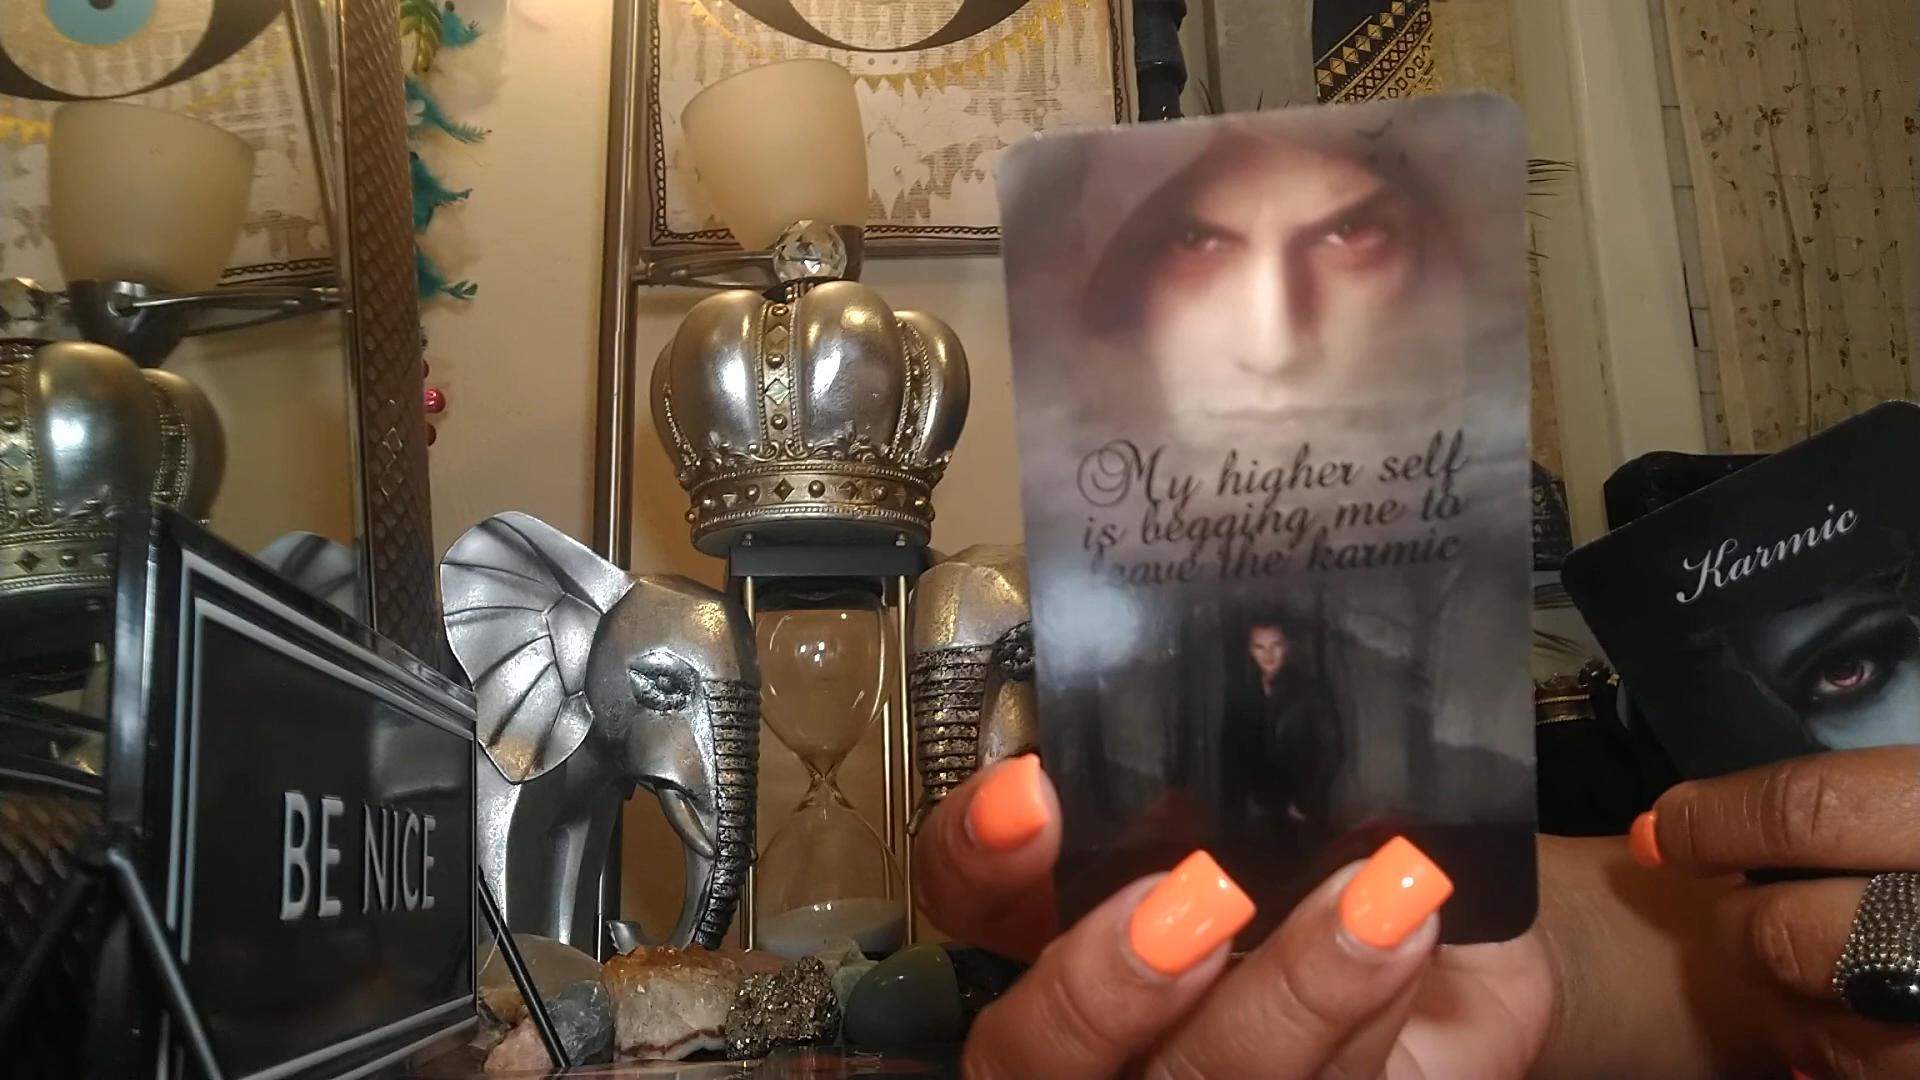 BE NICE
My higher self
is begging me to
leave the karmic
Karmic